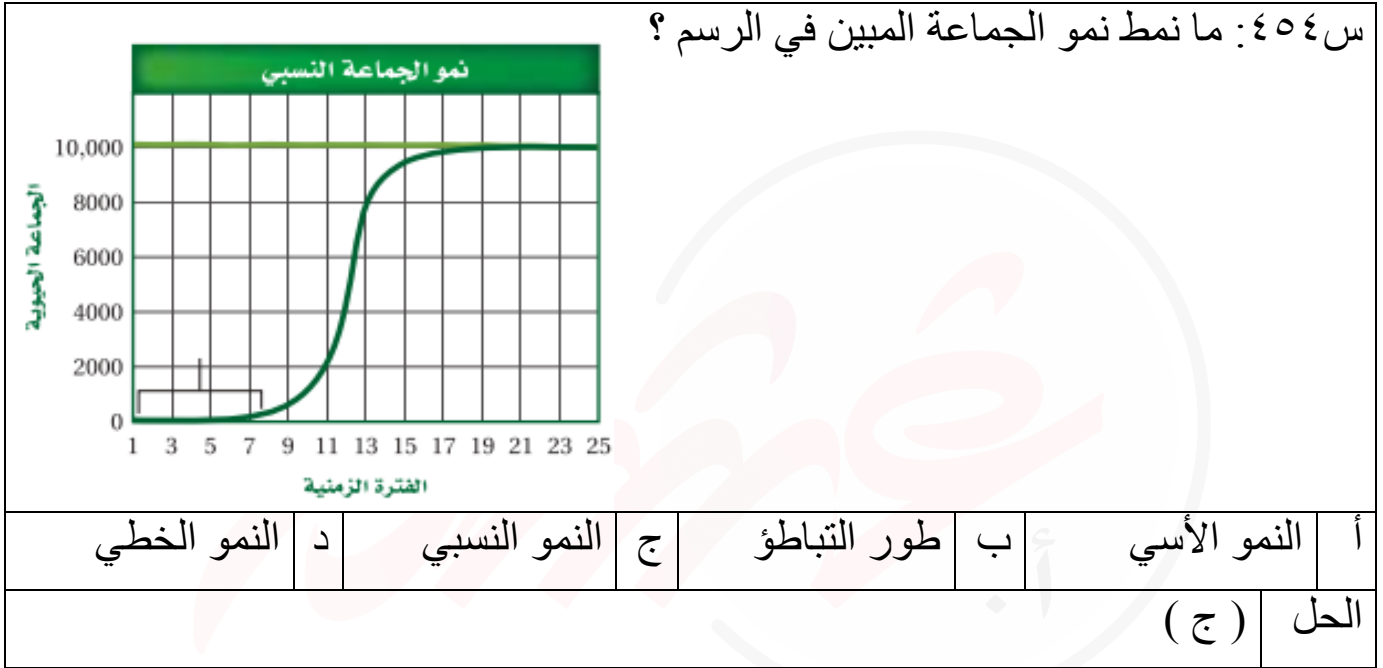 س٤٥٤: ما نمط نمو الجماعة المبين في الرسم ؟
نمو الجماعة النسبي
الجماعة الحيوية
10,000
8000
6000
4000
2000
0
1 3 5 7 9 11 13 15 17 19 21 23 25
الفترة الزمنية
أ النمو الأسي ب طور التباطؤ ج النمو النسبي د النمو الخطي
الحل ( ج )